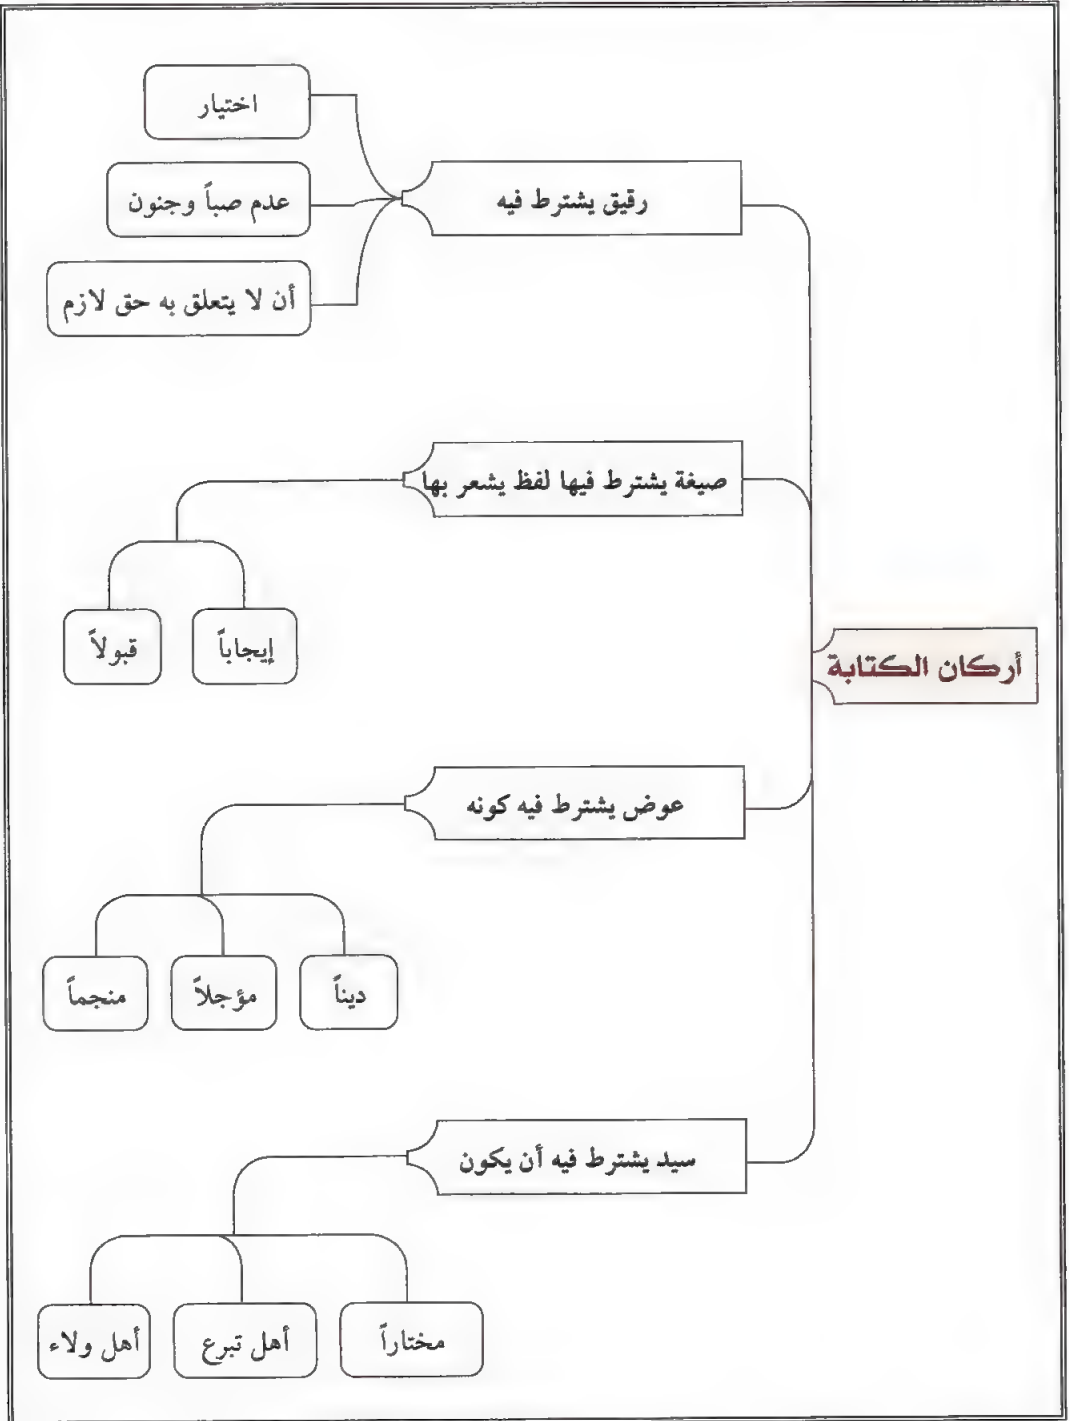 أركان الكتابة
رقيق يشترط فيه
اختيار
عدم صباً وجنون
أن لا يتعلق به حق لازم
صيغة يشترط فيها لفظ يشعر بها
إيجاباً
قبولاً
عوض يشترط فيه كونه
ديناً
مؤجلاً
منجماً
سيد يشترط فيه أن يكون
مختاراً
أهل تبرع
أهل ولاء